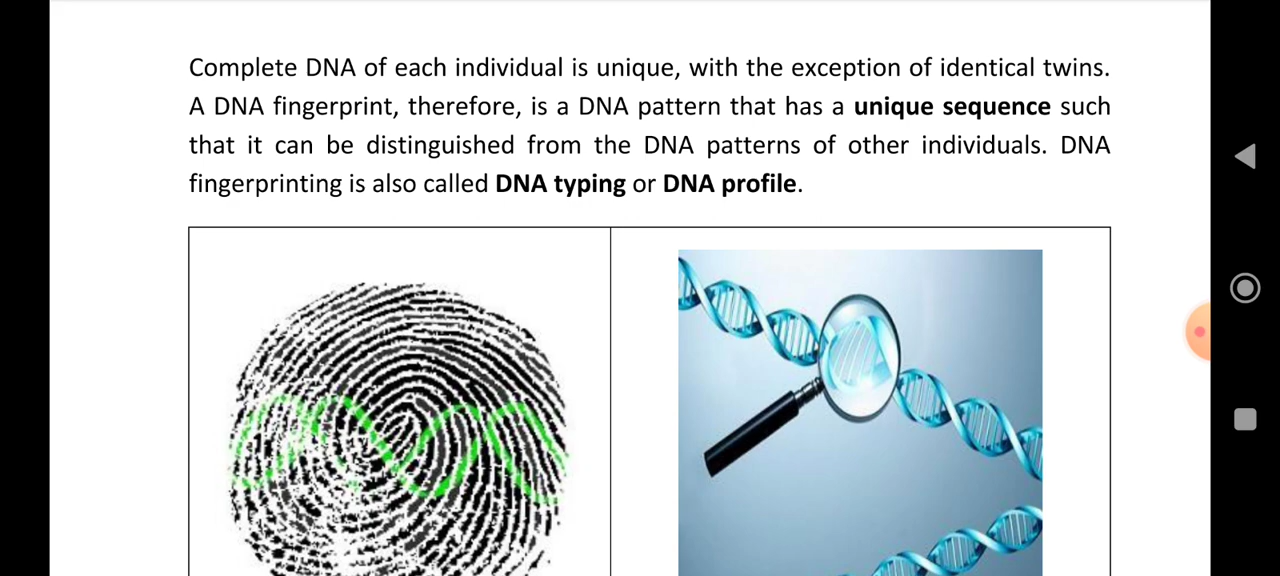 Complete DNA of each individual is unique, with the exception of identical twins.
A DNA fingerprint, therefore, is a DNA pattern that has a unique sequence such
that it can be distinguished from the DNA patterns of other individuals. DNA
fingerprinting is also called DNA typing or DNA profile.